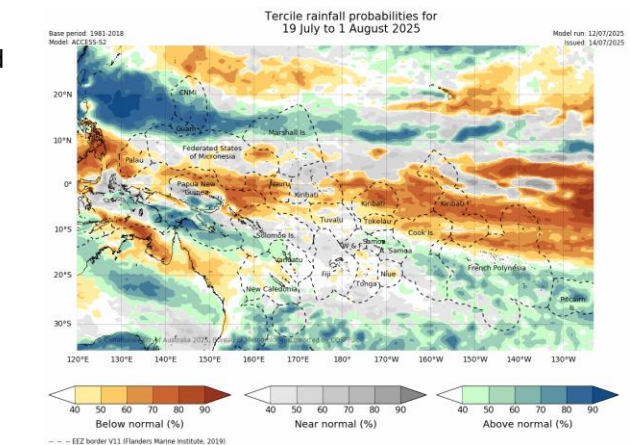 Tercile rainfall probabilities for
19 July to 1 August 2025
Base period: 1981-2018
Model: ACCESS-S2
Model run: 12/07/2025
Issued: 14/07/2025
20°N
10°N
0°
10°S
20°S
30°S
CNMI
Guam
Marshall Is.
Federated States
of Micronesia
Palau
Papua New
Guinea
Nauru
Kiribati
Kiribati
Kiribati
Tuvalu
Tokelau
Solomon Is.
Cook Is.
Samoa
W & F
A. Samoa
Vanuatu
Fiji
Niue
Tonga
French Polynesia
New Caledonia
Pitcairn
Is.
120°E
130°E
140°E
150°E
160°E
170°E
180°
170°W
160°W
150°W
140°W
130°W
40 50 60 70 80 90
Below normal (%)
40 50 60 70 80 90
Near normal (%)
40 50 60 70 80 90
Above normal (%)
EEZ border V11 (Flanders Marine Institute, 2019)